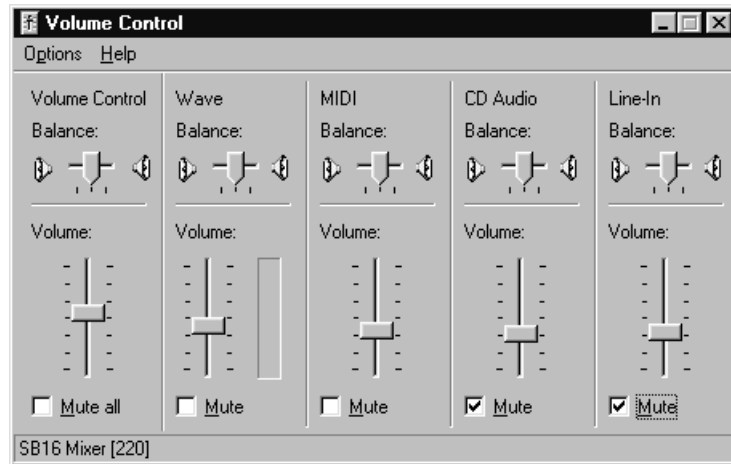 Volume Control
Options Help
Volume Control Wave MIDI CD Audio Line-In
Balance: Balance: Balance: Balance: Balance:
Volume: Volume: Volume: Volume: Volume:
Mute all Mute Mute Mute Mute
SB16 Mixer [220]